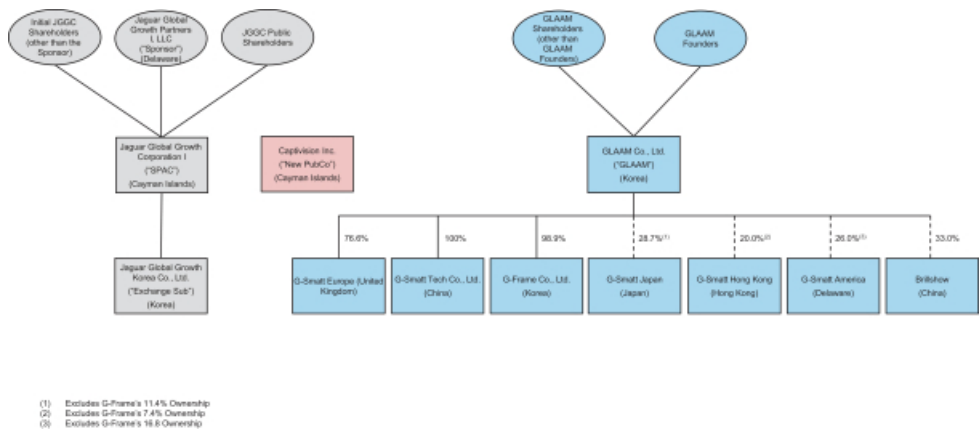 Initial JGGC
Shareholders
(other than the
Sponsor)
Jaguar Global
Growth Partners
I, LLC
("Sponsor")
(Delaware)
JGGC Public
Shareholders
GLAAM
Shareholders
(other than
GLAAM
Founders)
GLAAM
Founders
Jaguar Global Growth
Corporation I
("SPAC")
(Cayman Islands)
Captivision Inc.
("New PubCo")
(Cayman Islands)
GLAAM Co., Ltd.
("GLAAM")
(Korea)
76.6%
100%
98.9%
28.7%(1)
20.0%(2)
26.0%(3)
33.0%
Jaguar Global Growth
Korea Co., Ltd.
("Exchange Sub")
(Korea)
G-Smatt Europe (United
Kingdom)
G-Smatt Tech Co., Ltd.
(China)
G-Frame Co., Ltd.
(Korea)
G-Smatt Japan
(Japan)
G-Smatt Hong Kong
(Hong Kong)
G-Smatt America
(Delaware)
Brillshow
(China)
(1) Excludes G-Frame's 11.4% Ownership
(2) Excludes G-Frame's 7.4% Ownership
(3) Excludes G-Frame's 16.8 Ownership